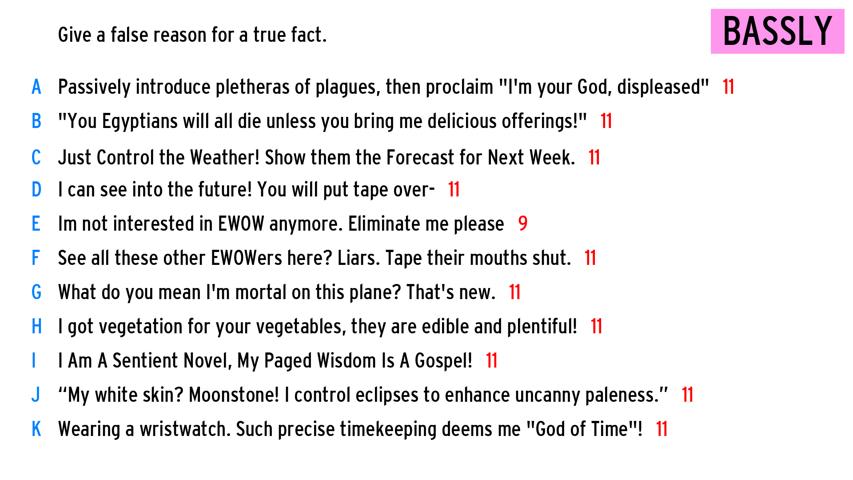 Give a false reason for a true fact.
BASSLY
A Passively introduce pletheras of plagues, then proclaim "I'm your God, displeased" 11
B "You Egyptians will all die unless you bring me delicious offerings!" 11
C Just Control the Weather! Show them the Forecast for Next Week. 11
D I can see into the future! You will put tape over- 11
E Im not interested in EWOW anymore. Eliminate me please 9
F See all these other EWOWers here? Liars. Tape their mouths shut. 11
G What do you mean I'm mortal on this plane? That's new. 11
H I got vegetation for your vegetables, they are edible and plentiful! 11
I I Am A Sentient Novel, My Paged Wisdom Is A Gospel! 11
J “My white skin? Moonstone! I control eclipses to enhance uncanny paleness.” 11
K Wearing a wristwatch. Such precise timekeeping deems me "God of Time"! 11